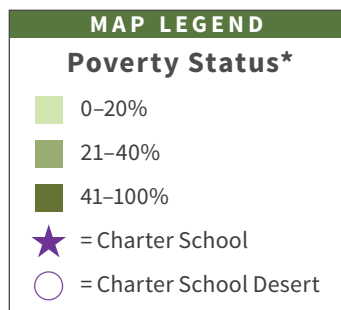 MAP LEGEND
Poverty Status*
0–20%
21–40%
41–100%
= Charter School
= Charter School Desert